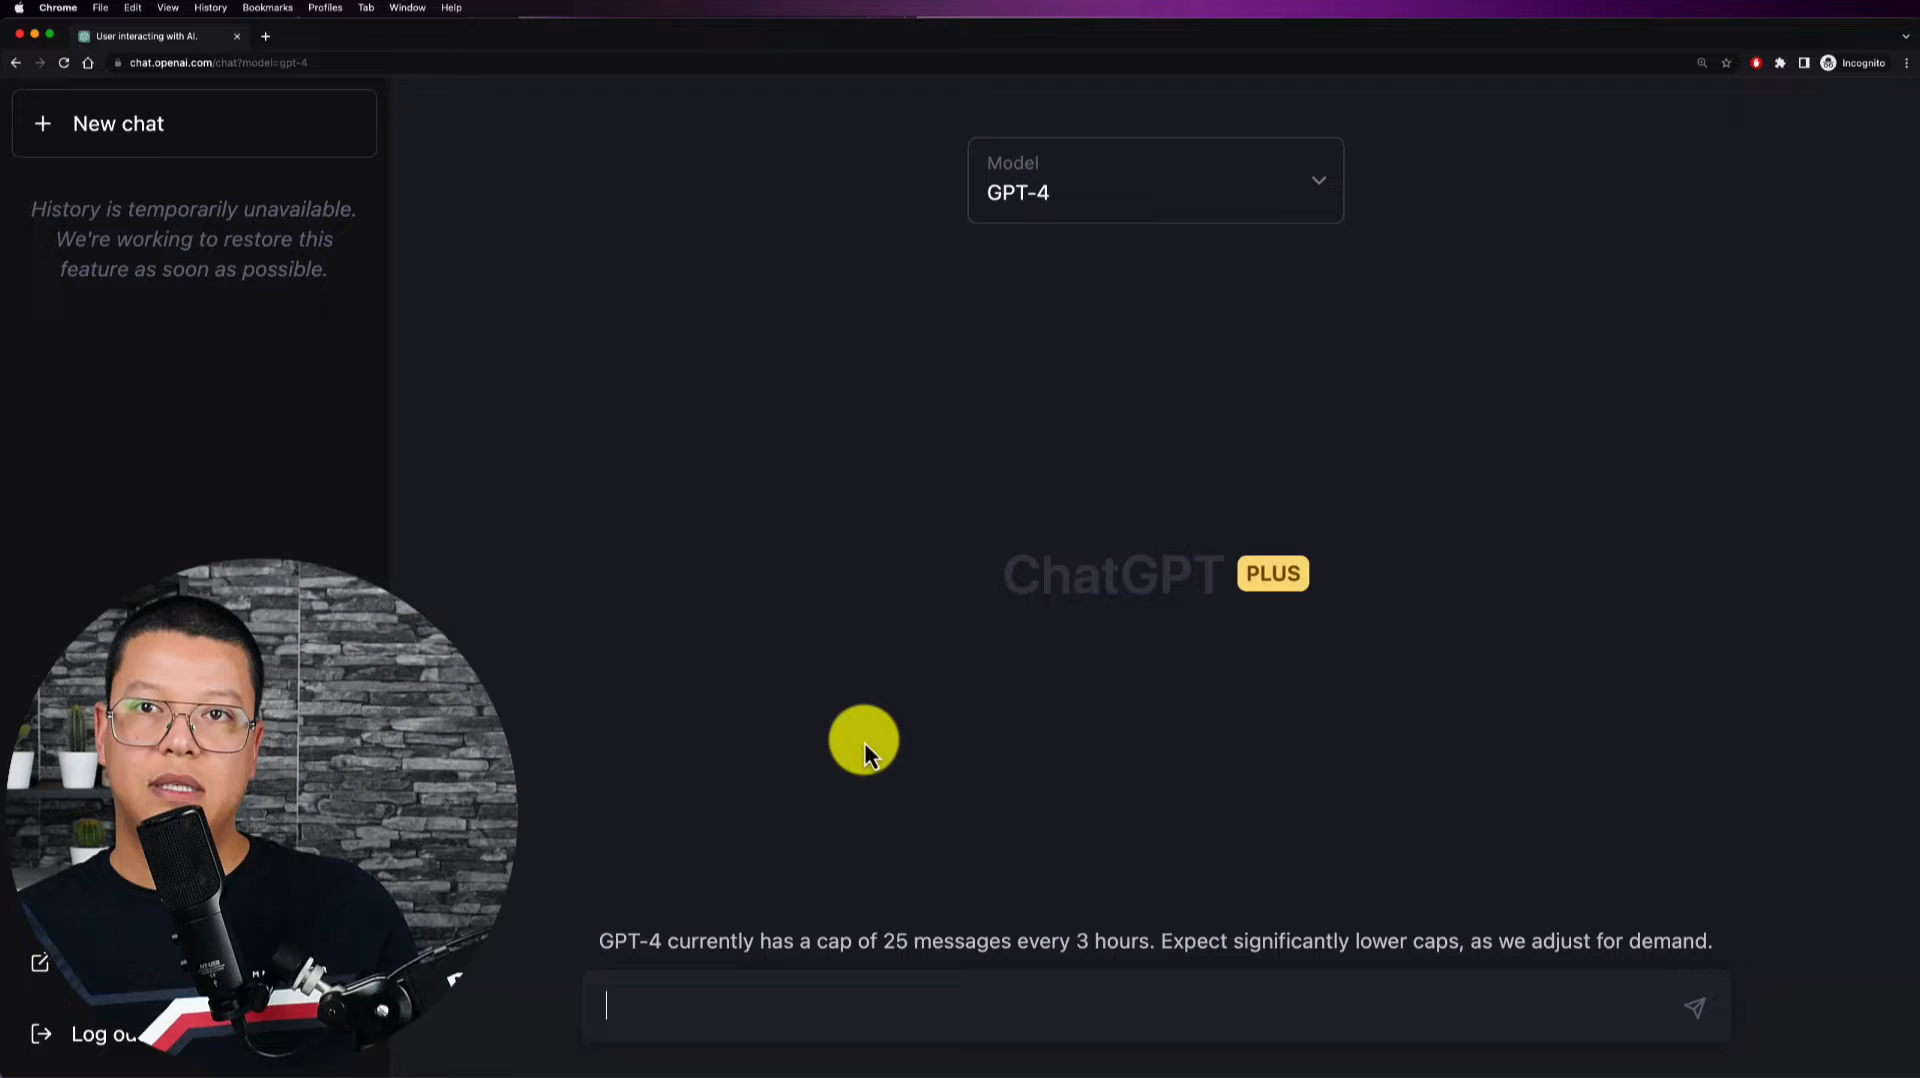 Chrome File Edit View History Bookmarks Profiles Tab Window Help
User interacting with AI.
chat.openai.com/chat?model=gpt-4
Incognito
New chat
Model
GPT-4
History is temporarily unavailable.
We're working to restore this
feature as soon as possible.
ChatGPT PLUS
GPT-4 currently has a cap of 25 messages every 3 hours. Expect significantly lower caps, as we adjust for demand.
Log ou